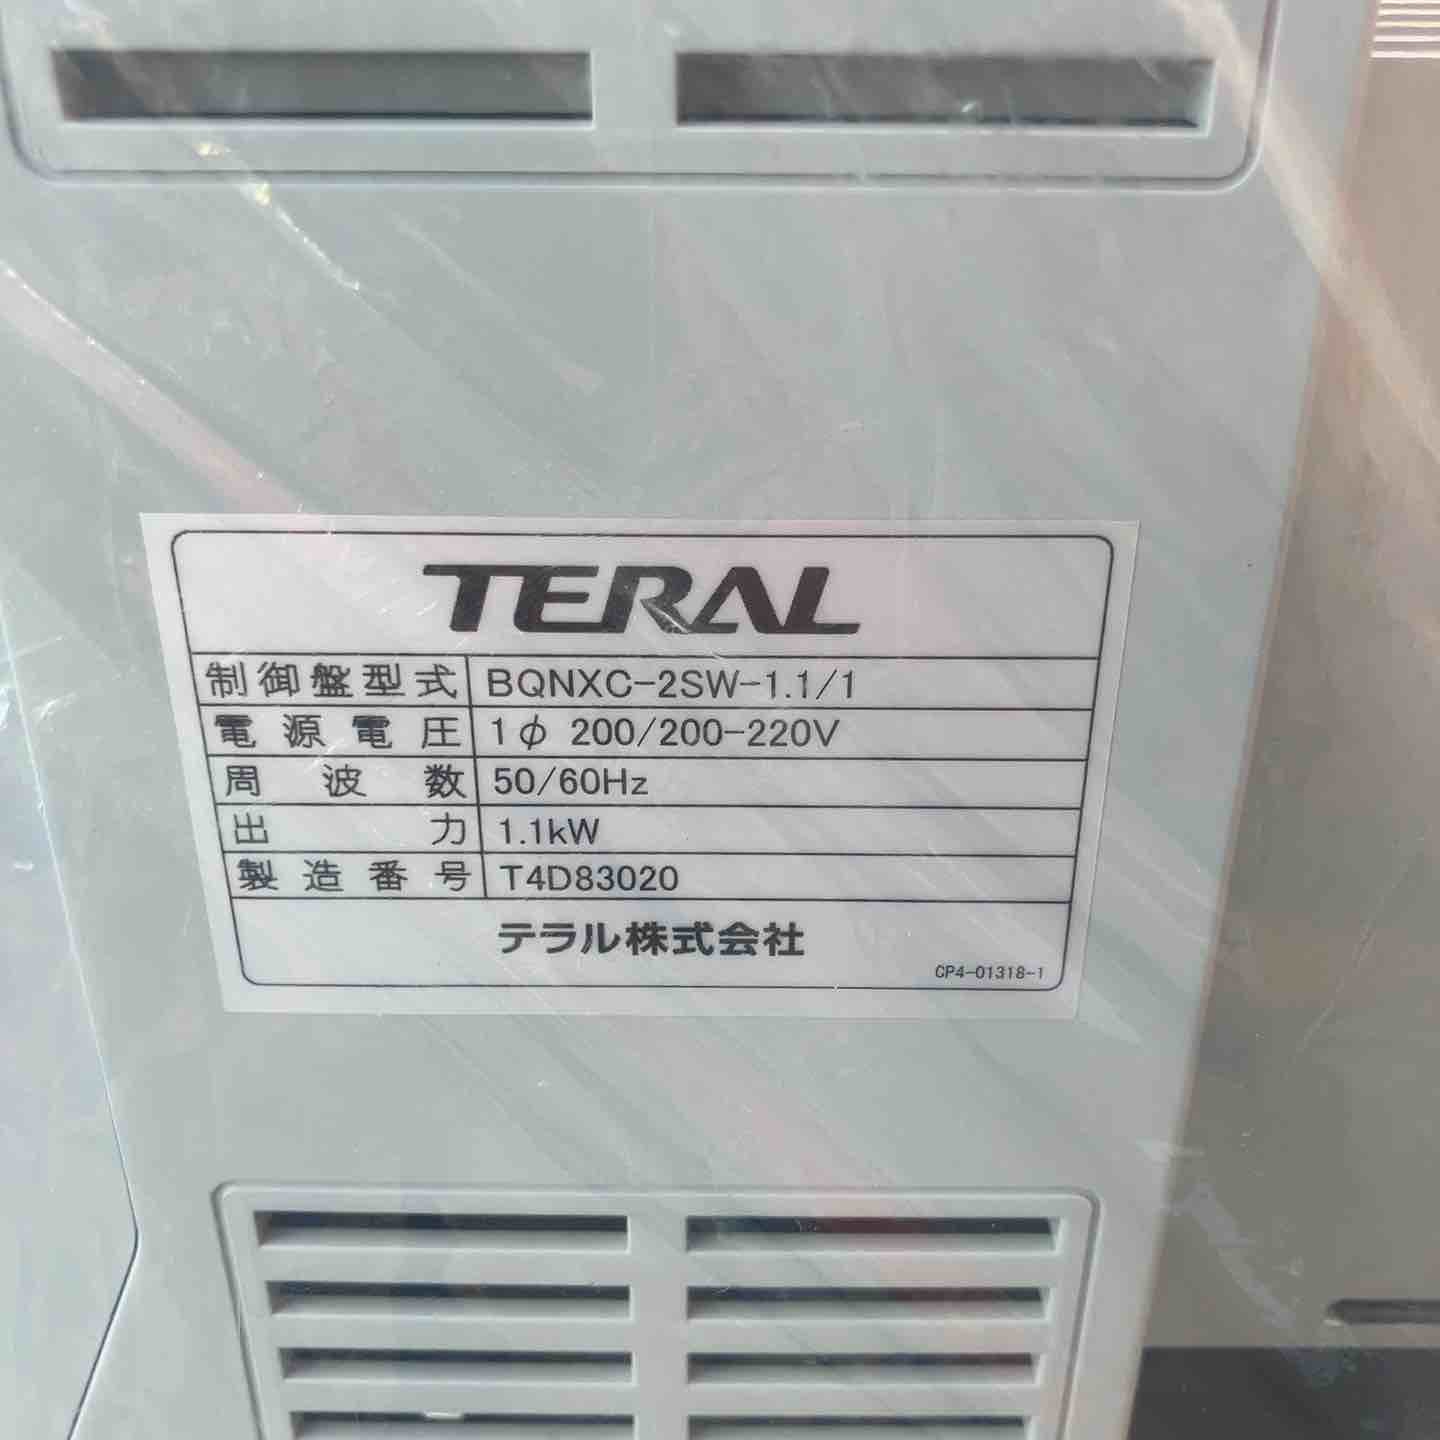 TERAL
制御盤型式 BQNXC-2SW-1.1/1
電源電圧 1φ 200/200-220V
周波数 50/60Hz
出力 1.1kW
製造番号 T4D83020
テラル株式会社
CP4-01318-1